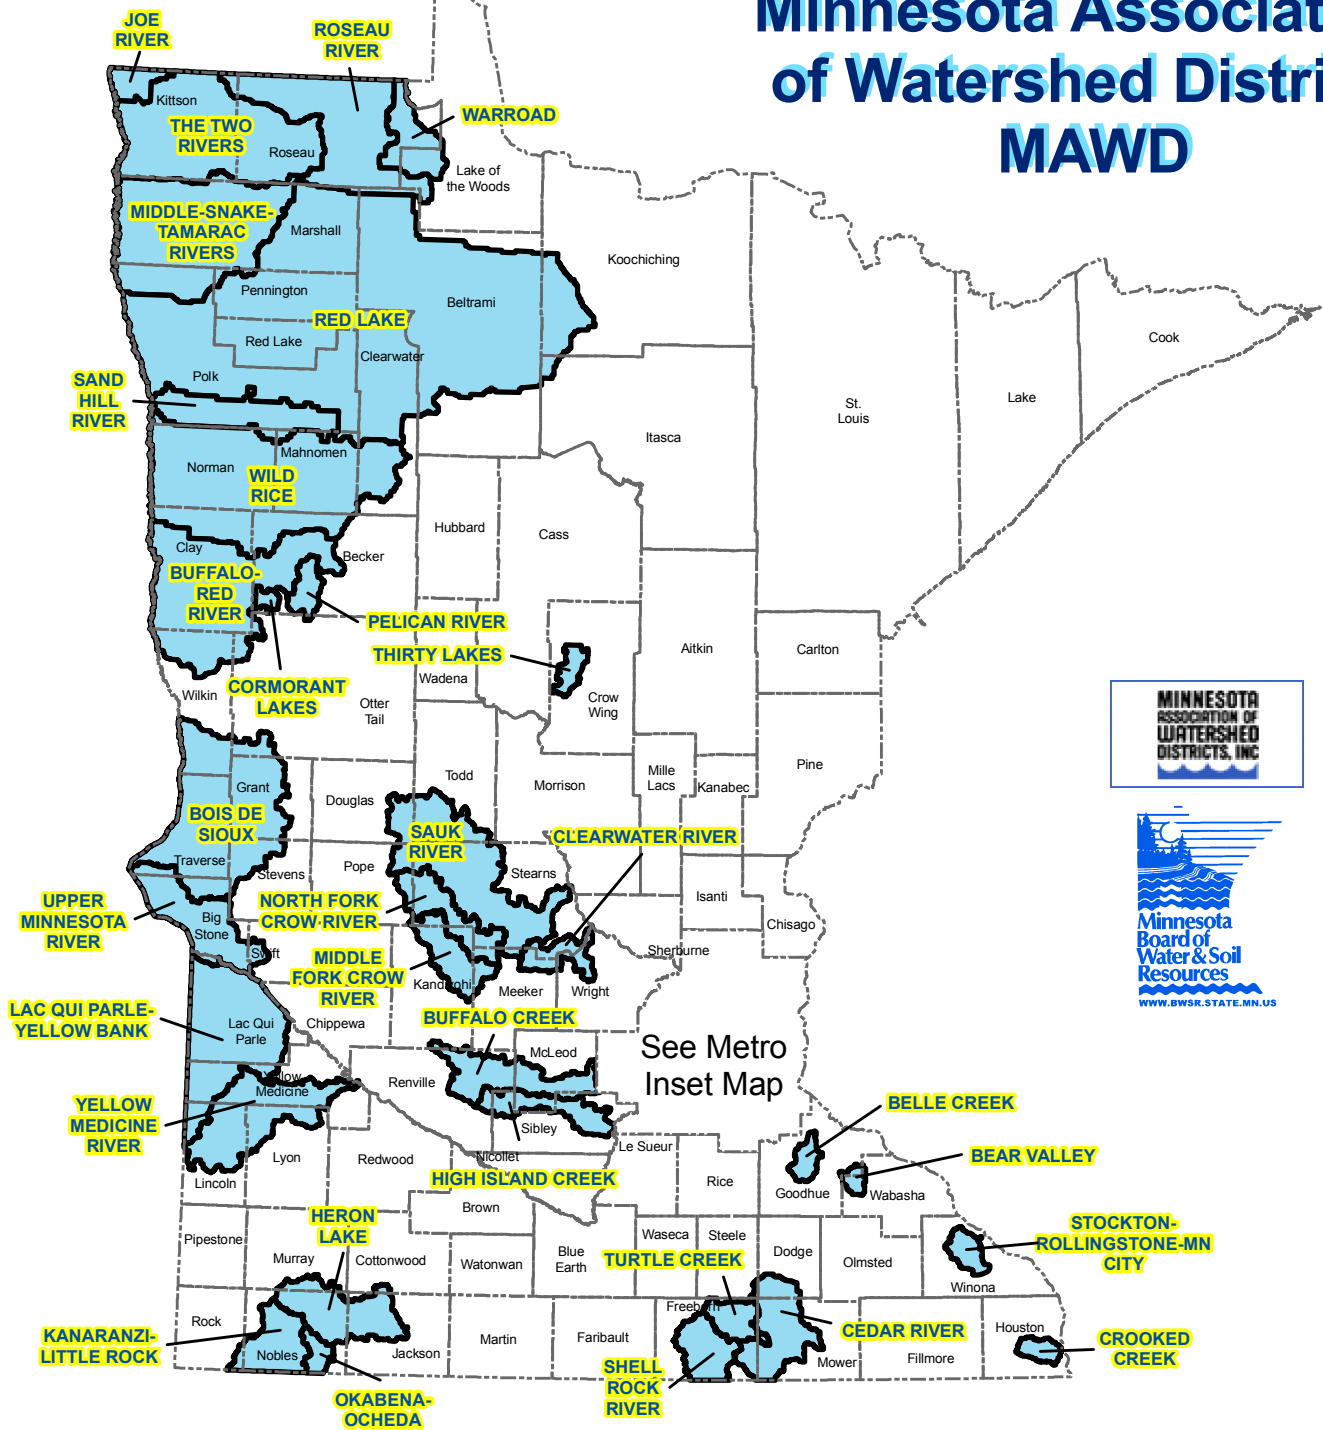 Minnesota Associat
of Watershed Distri
MAWD
JOE
RIVER
ROSEAU
RIVER
Kittson
WARROAD
THE TWO
RIVERS
Roseau
Lake of
the Woods
MIDDLE-SNAKE-
TAMARAC
RIVERS
Marshall
Koochiching
Pennington
Beltrami
RED LAKE
Red Lake
Clearwater
Cook
Polk
SAND
HILL
RIVER
St.
Louis
Lake
Itasca
Mahnomen
Norman
WILD
RICE
Hubbard
Cass
Clay
Becker
BUFFALO-
RED
RIVER
PELICAN RIVER
THIRTY LAKES
Aitkin
Carlton
Wadena
CORMORANT
LAKES
Wilkin
Otter
Tail
Crow
Wing
MINNESOTA
ASSOCIATION OF
WATERSHED
DISTRICTS, INC
Todd
Morrison
Mille
Lacs
Kanabec
Pine
Grant
Douglas
BOIS DE
SIOUX
SAUK
RIVER
CLEARWATER RIVER
Traverse
Stevens
Pope
Stearns
UPPER
MINNESOTA
RIVER
Big
Stone
NORTH FORK
CROW RIVER
Isanti
Chisago
Swift
MIDDLE
FORK CROW
RIVER
Sherburne
Kandiyohi
Meeker
Wright
Minnesota
Board of
Water & Soil
Resources
WWW.BWSR.STATE.MN.US
LAC QUI PARLE-
YELLOW BANK
Lac Qui
Parle
Chippewa
BUFFALO CREEK
McLeod
See Metro
Inset Map
Renville
Yellow
Medicine
YELLOW
MEDICINE
RIVER
Sibley
BELLE CREEK
Lyon
Redwood
Nicollet
Le Sueur
BEAR VALLEY
Lincoln
HIGH ISLAND CREEK
Rice
Goodhue
Wabasha
Brown
HERON
LAKE
STOCKTON-
ROLLINGSTONE-MN
CITY
Pipestone
Murray
Cottonwood
Watonwan
Blue
Earth
Waseca
Steele
Dodge
Olmsted
TURTLE CREEK
Winona
Rock
Freeborn
KANARANZI-
LITTLE ROCK
Nobles
Jackson
Martin
Faribault
CEDAR RIVER
Mower
Fillmore
Houston
CROOKED
CREEK
SHELL
ROCK
RIVER
OKABENA-
OCHEDA